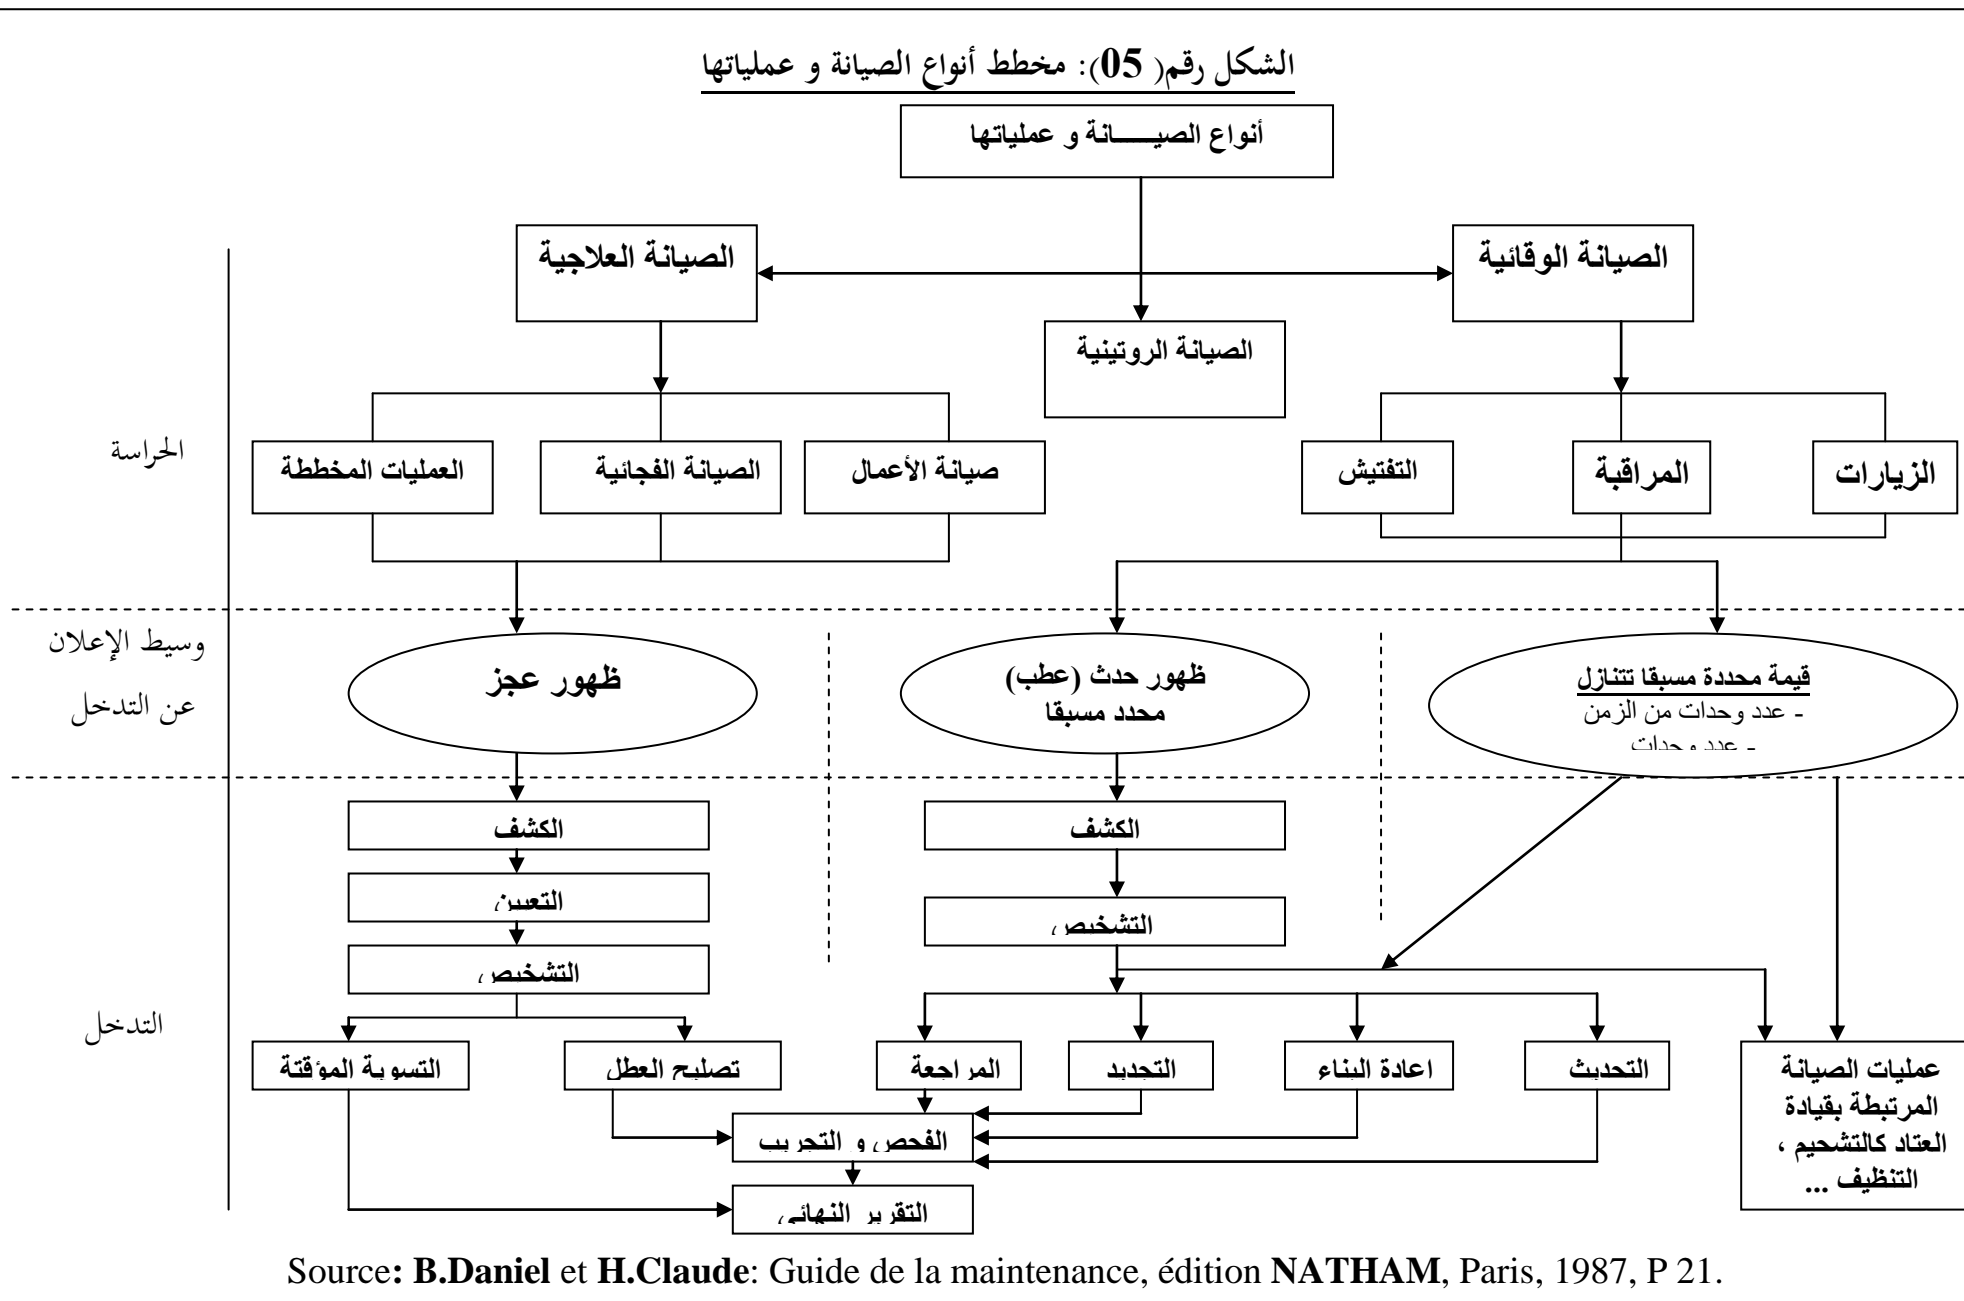 الشكل رقم( 05): مخطط أنواع الصيانة و عملياتها
أنواع الصيـــــانة و عملياتها
الصيانة الوقائية
الصيانة العلاجية
الصيانة الروتينية
الحراسة
الزيارات
المراقبة
التفتيش
صيانة الأعمال
الصيانة الفجائية
العمليات المخططة
وسيط الإعلان
عن التدخل
قيمة محددة مسبقا تتنازل
- عدد وحدات من الزمن
- عدد وحدات
ظهور حدث (عطب)
محدد مسبقا
ظهور عجز
التدخل
الكشف
التشخيص
الكشف
التعيين
التشخيص
عمليات الصيانة
المرتبطة بقيادة
العتاد كالتشحيم ،
التنظيف ...
التحديث
اعادة البناء
التجديد
المراجعة
تصليح العطل
التسوية المؤقتة
الفحص و التجريب
التقرير النهائي
Source: B.Daniel et H.Claude: Guide de la maintenance, édition NATHAM, Paris, 1987, P 21.